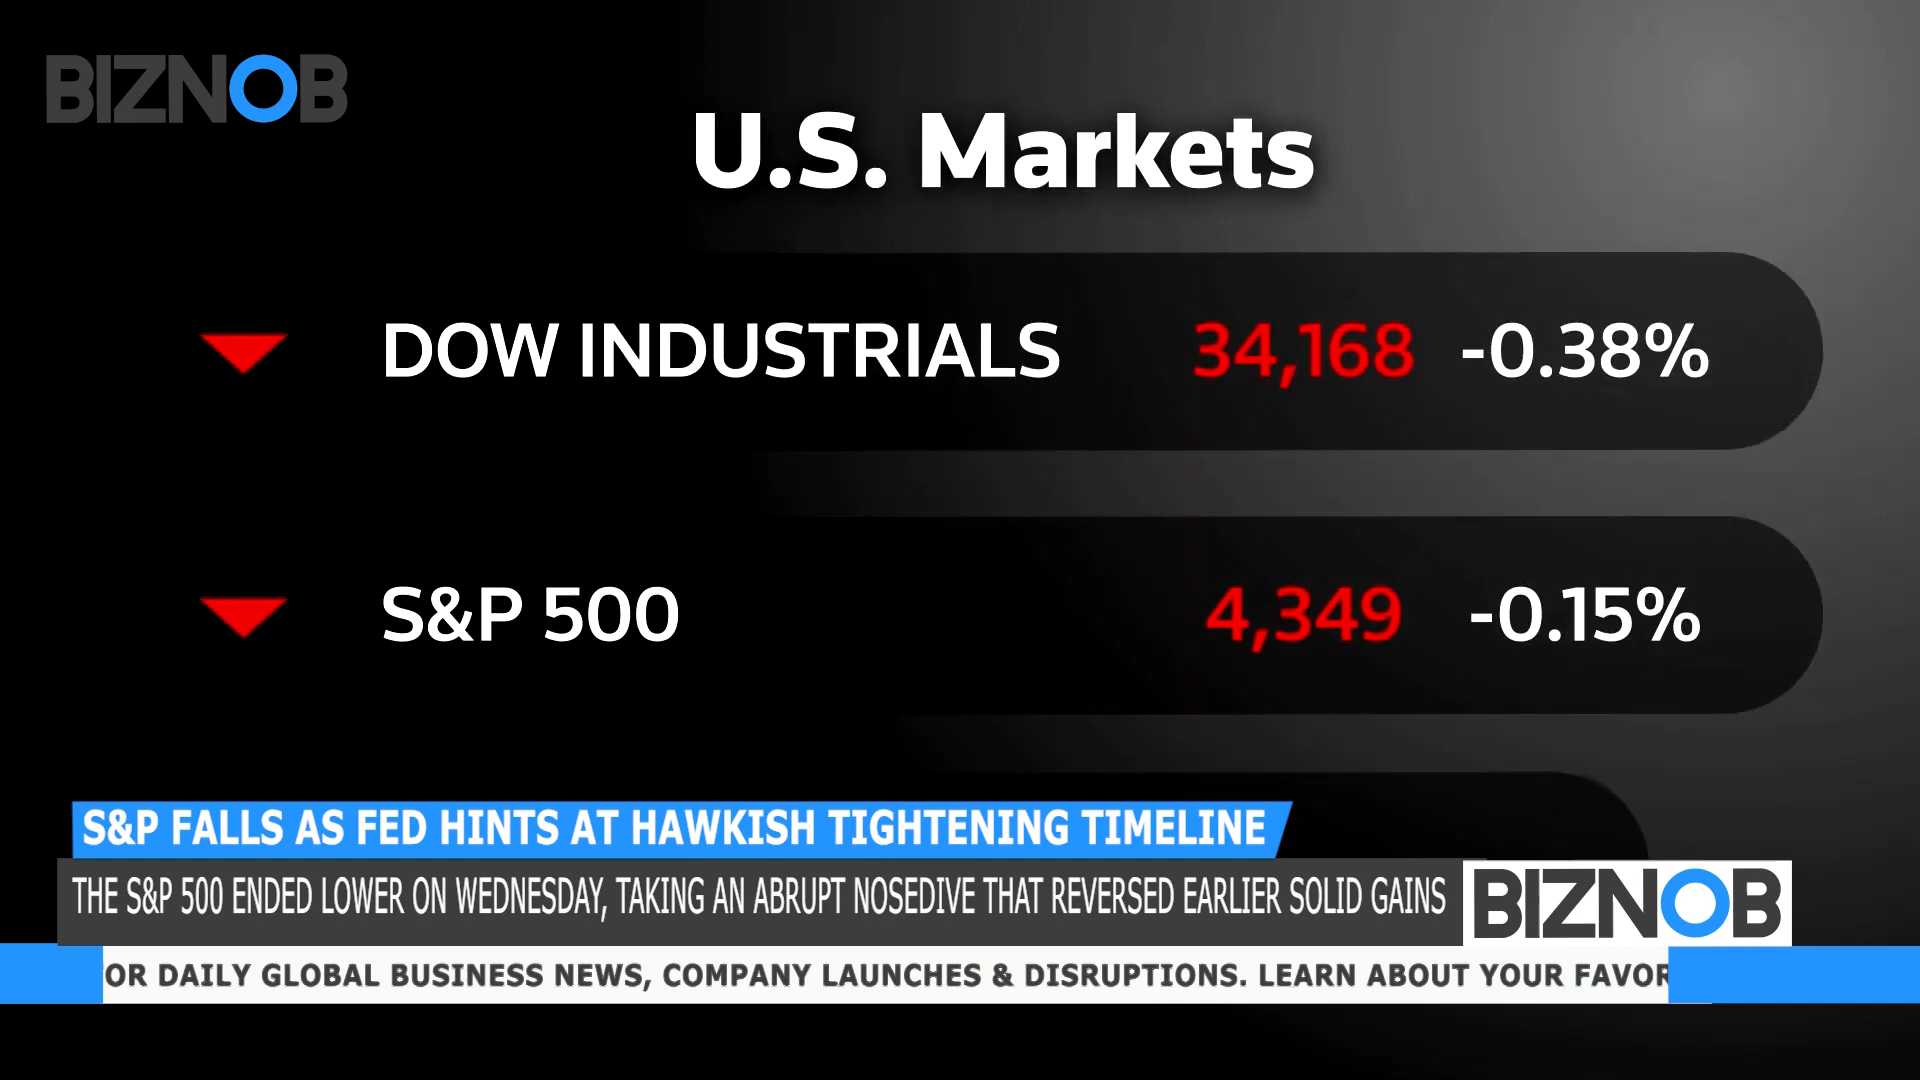 BIZNOB
U.S. Markets
DOW INDUSTRIALS 34,168 -0.38%
S&P 500 4,349 -0.15%
S&P FALLS AS FED HINTS AT HAWKISH TIGHTENING TIMELINE
THE S&P 500 ENDED LOWER ON WEDNESDAY, TAKING AN ABRUPT NOSEDIVE THAT REVERSED EARLIER SOLID GAINS
BIZNOB
OR DAILY GLOBAL BUSINESS NEWS, COMPANY LAUNCHES & DISRUPTIONS. LEARN ABOUT YOUR FAVOR